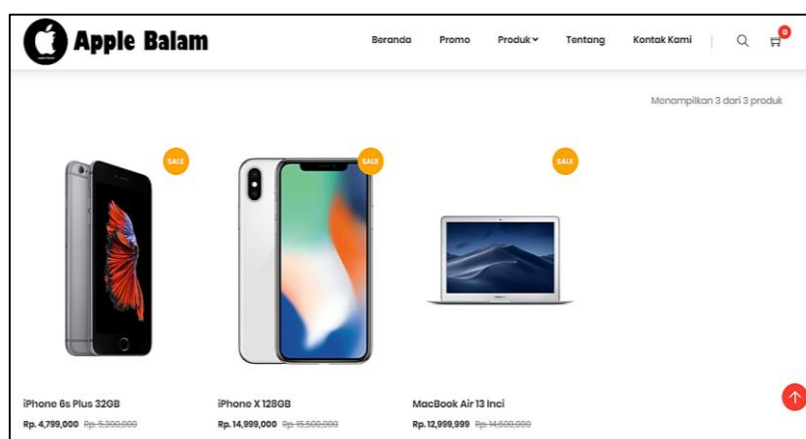 Apple Balam
Beranda Promo Produk Tentang Kontak Kami
0
Menampilkan 3 dari 3 produk
SALE SALE SALE
iPhone 6s Plus 32GB
Rp. 4,799,000 Rp. 5,300,000
iPhone X 128GB
Rp. 14,999,000 Rp. 15,500,000
MacBook Air 13 Inci
Rp. 12,999,999 Rp. 14,600,000